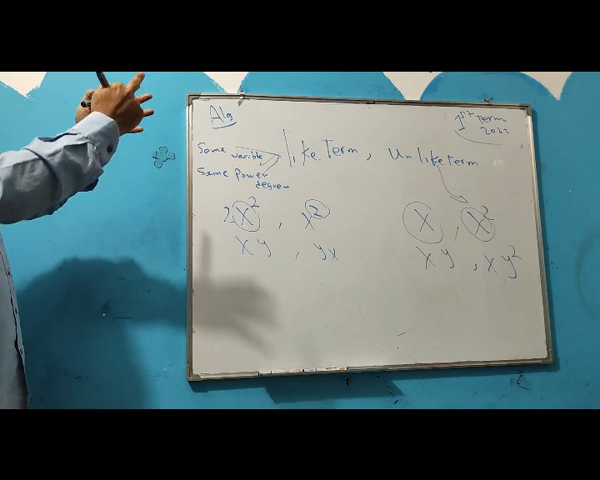 Alg
1st term
2022
Same variable
like term, Unlike term
Same power
degree
2x², x²
x, x²
xy, yx
xy, xy²